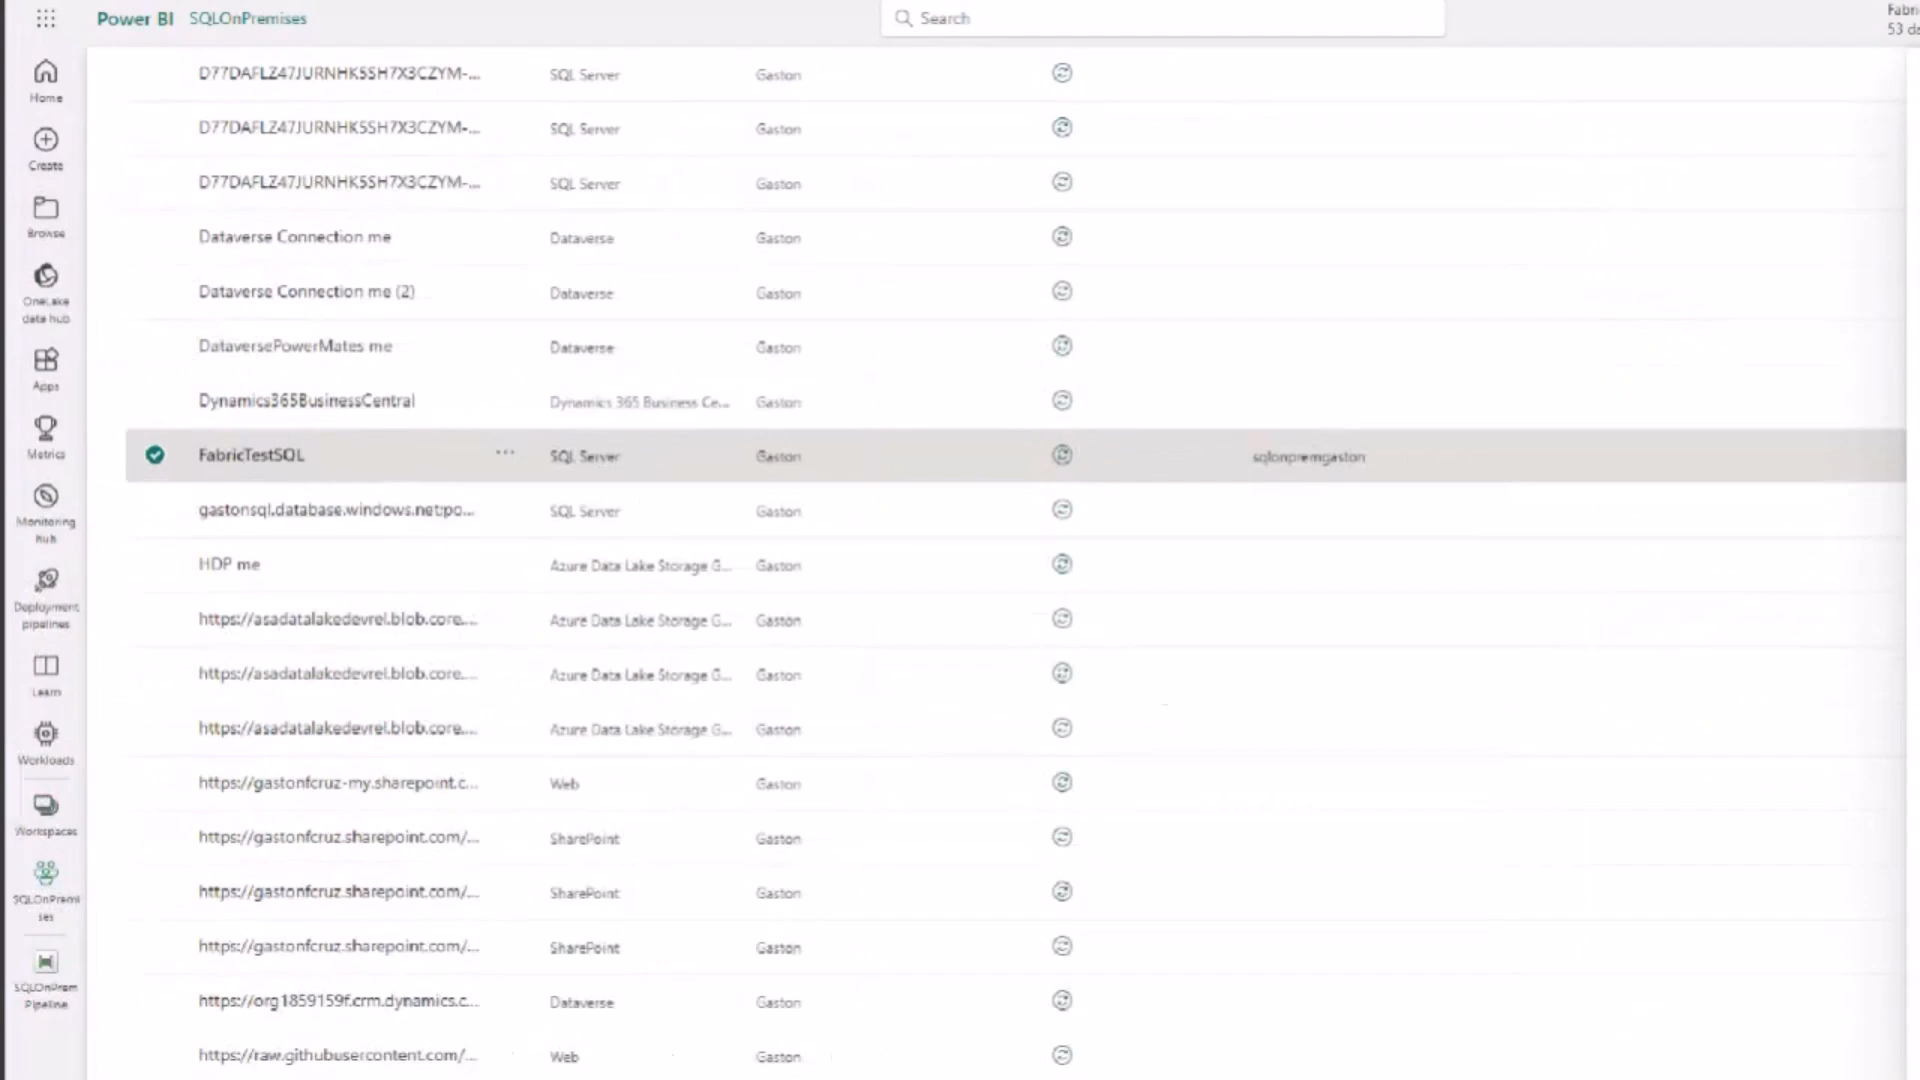 Power BI SQLOnPremises
Search
Fabri
53 da
Home
Create
Browse
OneLake
data hub
Apps
Metrics
Monitoring
hub
Deployment
pipelines
Learn
Workloads
Workspaces
SQLOnPremi
ses
SQLOnPrem
Pipeline
D77DAFLZ47JURNHK5SH7X3CZYM-... SQL Server Gaston
D77DAFLZ47JURNHK5SH7X3CZYM-... SQL Server Gaston
D77DAFLZ47JURNHK5SH7X3CZYM-... SQL Server Gaston
Dataverse Connection me Dataverse Gaston
Dataverse Connection me (2) Dataverse Gaston
DataversePowerMates me Dataverse Gaston
Dynamics365BusinessCentral Dynamics 365 Business Ce... Gaston
FabricTestSQL ... SQL Server Gaston sqlonpremgaston
gastonsql.database.windows.net;po... SQL Server Gaston
HDP me Azure Data Lake Storage G... Gaston
https://asadatalakedevrel.blob.core.... Azure Data Lake Storage G... Gaston
https://asadatalakedevrel.blob.core.... Azure Data Lake Storage G... Gaston
https://asadatalakedevrel.blob.core.... Azure Data Lake Storage G... Gaston
https://gastonfcruz-my.sharepoint.c... Web Gaston
https://gastonfcruz.sharepoint.com/... SharePoint Gaston
https://gastonfcruz.sharepoint.com/... SharePoint Gaston
https://gastonfcruz.sharepoint.com/... SharePoint Gaston
https://org1859159f.crm.dynamics.c... Dataverse Gaston
https://raw.githubusercontent.com/... Web Gaston